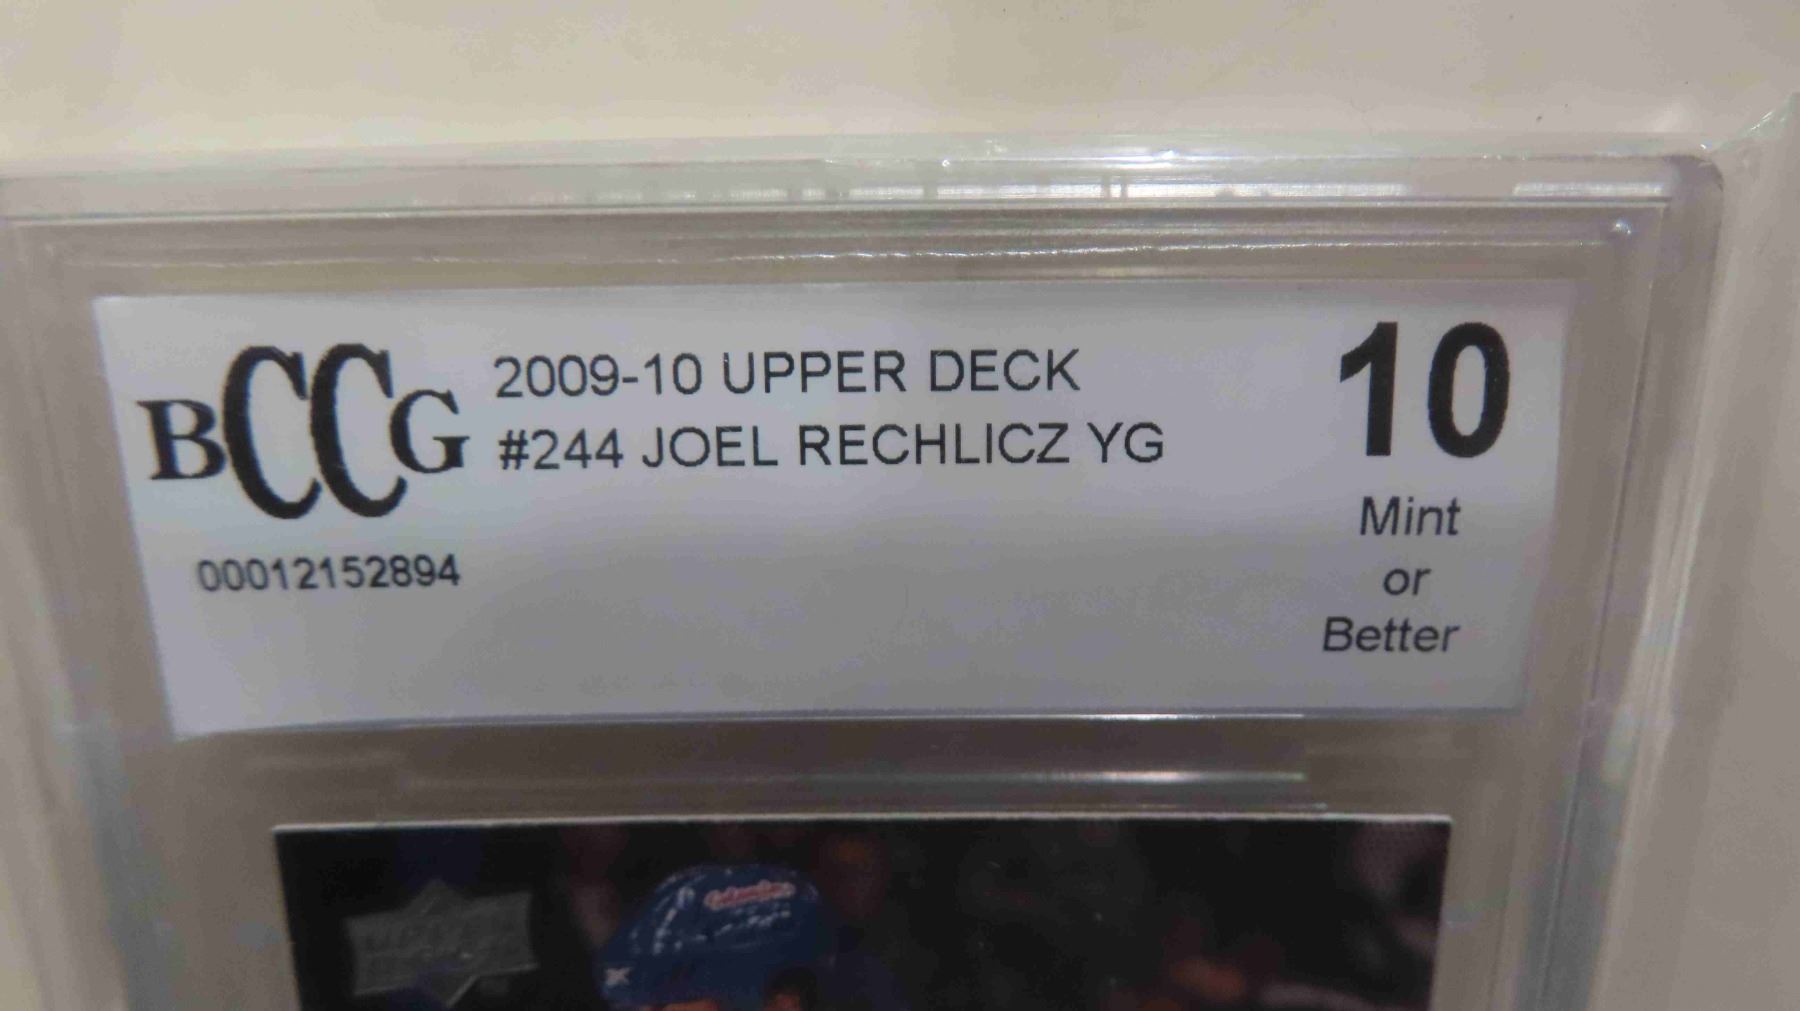 BCCG
2009-10 UPPER DECK
#244 JOEL RECHLICZ YG
00012152894
10
Mint
or
Better